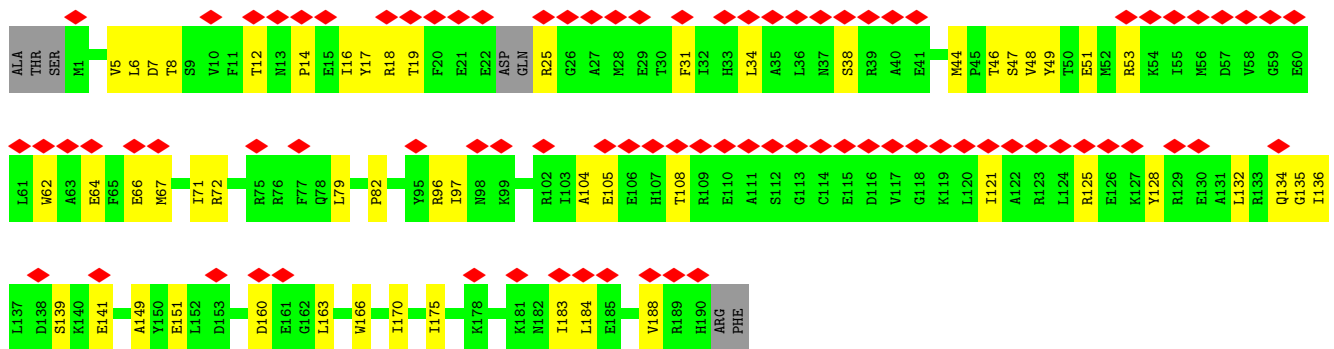 ALA THR SER M1 V5 L6 D7 T8 S9 V10 F11 T12 N13 P14 E15 I16 Y17 R18 T19 F20 E21 E22 ASP GLN R25 G26 A27 M28 E29 T30 F31 I32 H33 L34 A35 L36 N37 S38 R39 A40 E41 M44 P45 T46 S47 V48 Y49 T50 E51 M52 R53 K54 I55 M56 D57 V58 G59 E60
L61 W62 A63 E64 F65 E66 M67 I71 R72 R75 R76 F77 Q78 L79 P82 Y95 R96 I97 N98 K99 R102 I103 A104 E105 E106 H107 T108 R109 E110 A111 S112 G113 C114 E115 D116 V117 G118 K119 L120 I121 A122 R123 L124 R125 E126 K127 Y128 R129 E130 A131 L132 R133 Q134 G135 I136
L137 D138 S139 K140 E141 A149 Y150 E151 L152 D153 D160 E161 G162 L163 W166 I170 I175 K178 K181 N182 I183 L184 E185 V188 R189 H190 ARG PHE